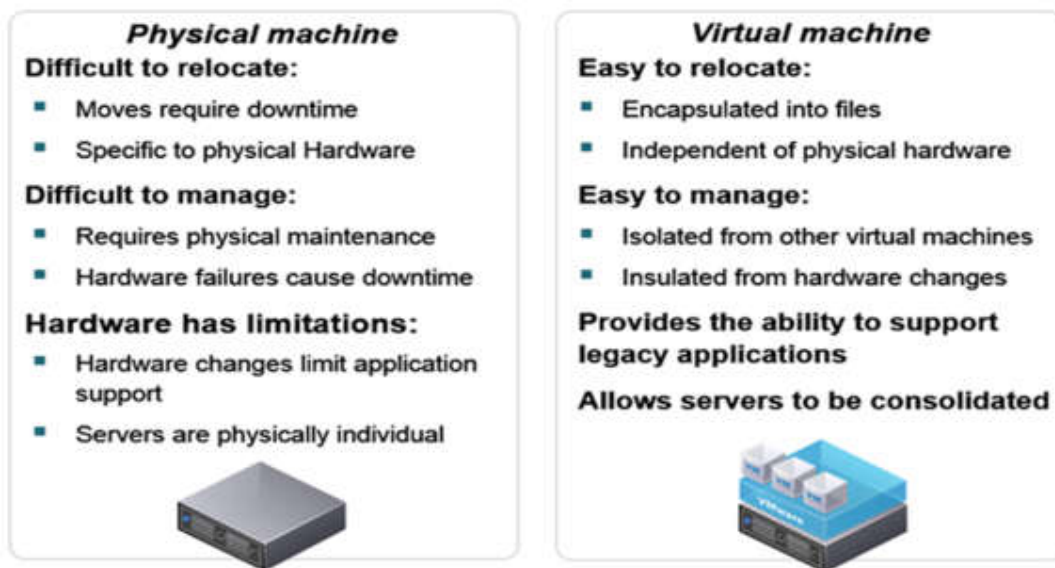 Physical machine
Difficult to relocate:
Moves require downtime
Specific to physical Hardware
Difficult to manage:
Requires physical maintenance
Hardware failures cause downtime
Hardware has limitations:
Hardware changes limit application
support
Servers are physically individual
Virtual machine
Easy to relocate:
Encapsulated into files
Independent of physical hardware
Easy to manage:
Isolated from other virtual machines
Insulated from hardware changes
Provides the ability to support
legacy applications
Allows servers to be consolidated
VMware